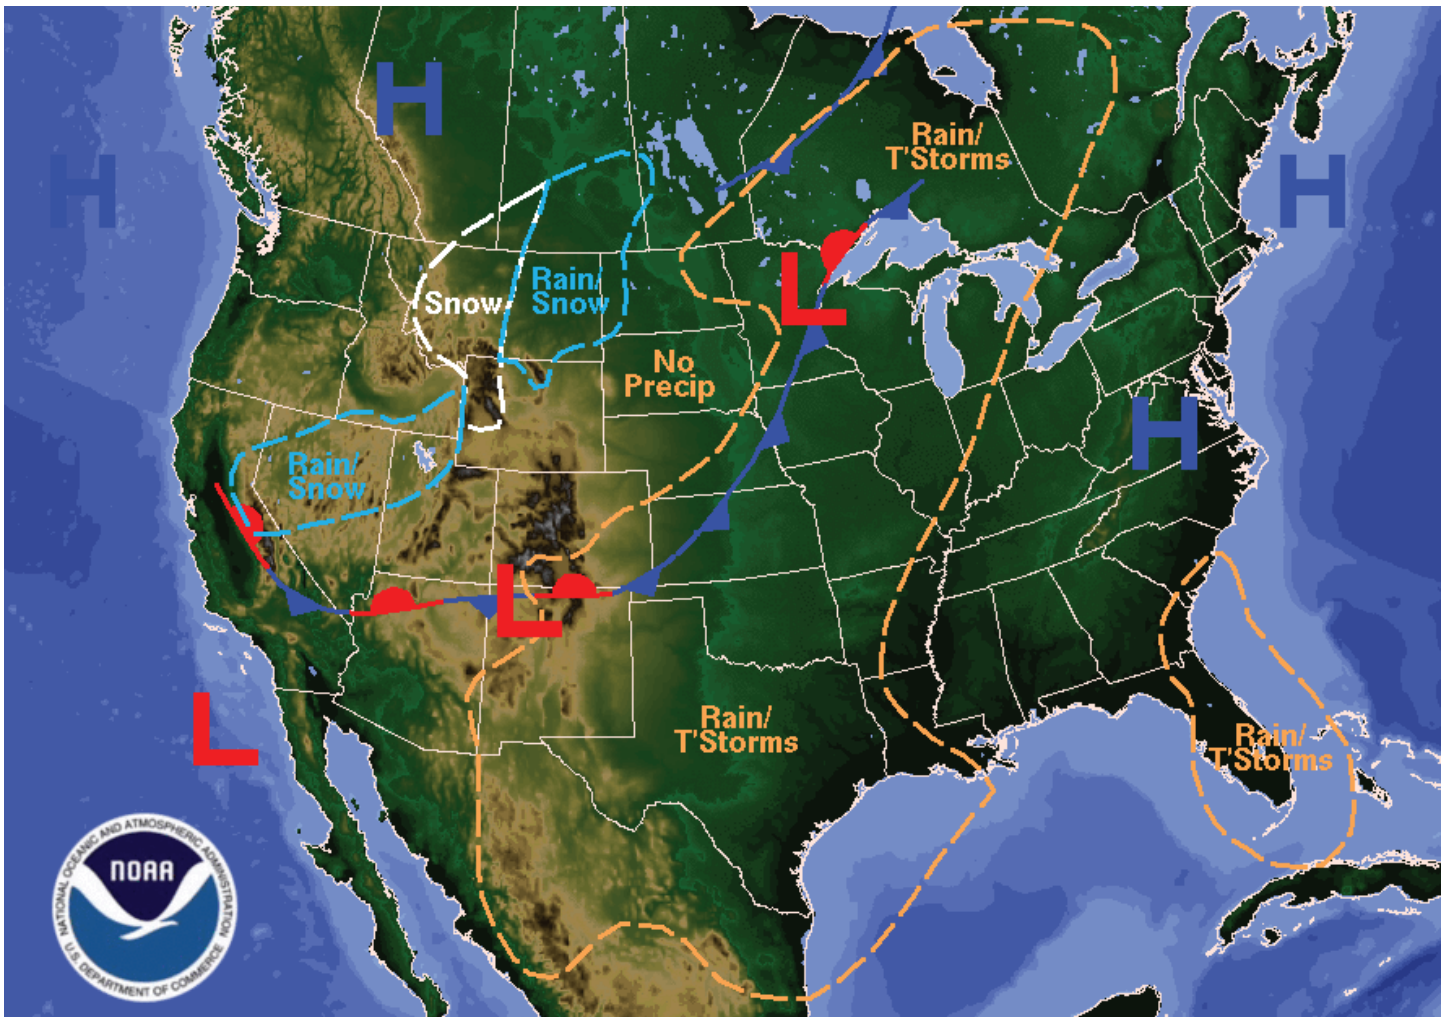 H
H
Rain/
T'Storms
H
Snow
Rain/
Snow
L
No
Precip
H
Rain/
Snow
L
L
Rain/
T'Storms
Rain/
T'Storms
NATIONAL OCEANIC AND ATMOSPHERIC ADMINISTRATION
NOAA
U.S. DEPARTMENT OF COMMERCE